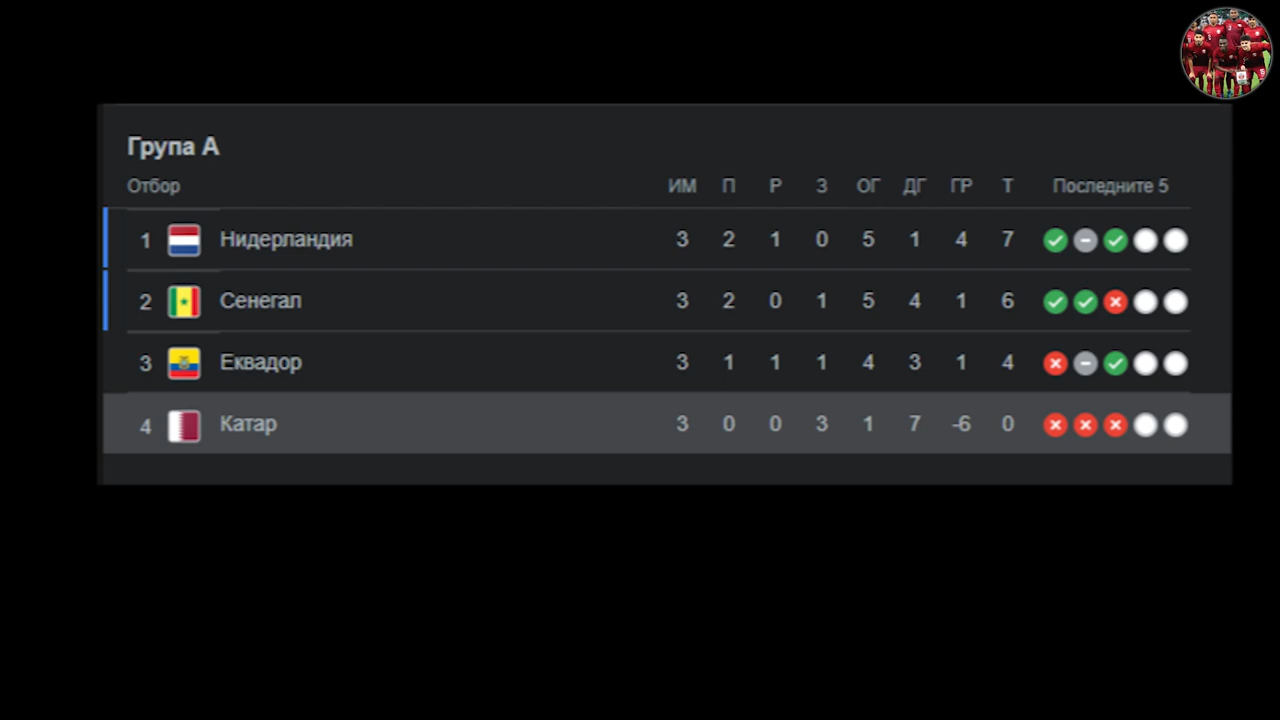 Група A
Отбор ИМ П Р З ОГ ДГ ГР Т Последните 5
1 Нидерландия 3 2 1 0 5 1 4 7
2 Сенегал 3 2 0 1 5 4 1 6
3 Еквадор 3 1 1 1 4 3 1 4
4 Катар 3 0 0 3 1 7 -6 0